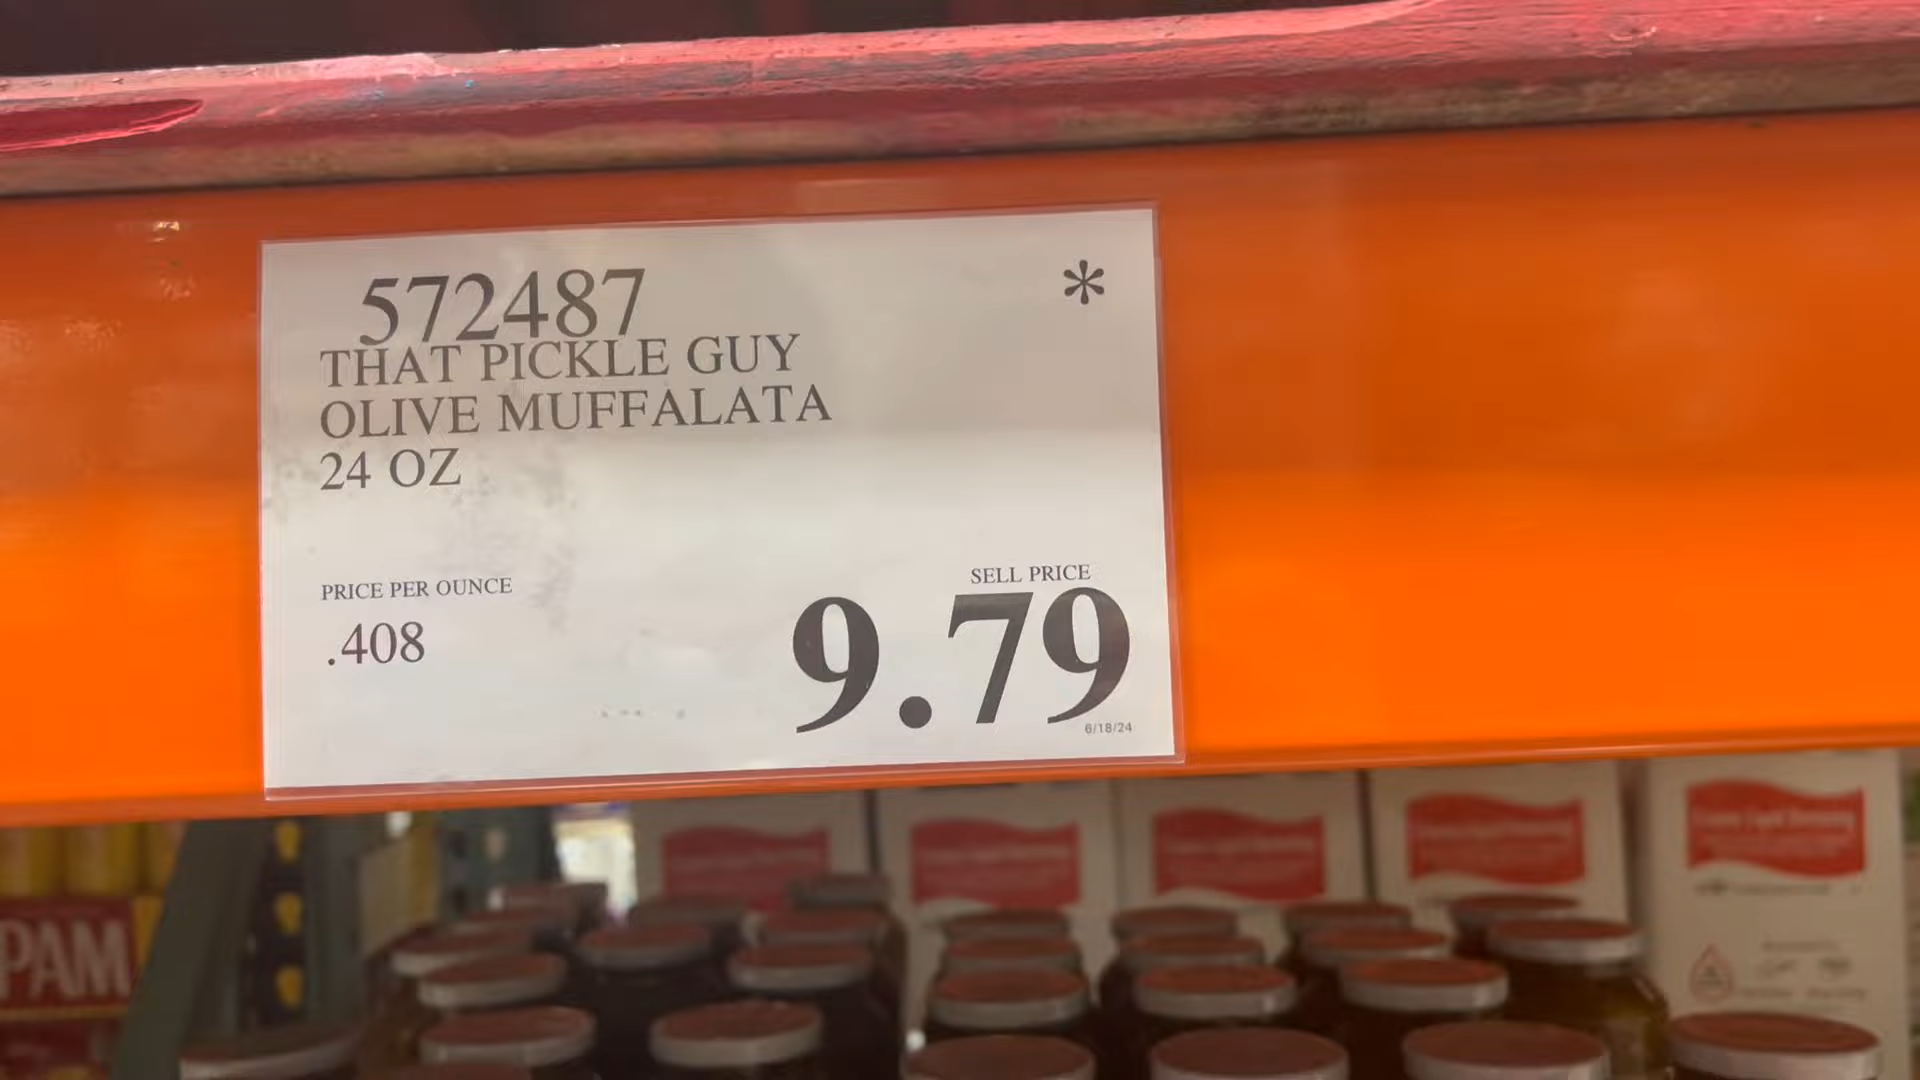 572487
*
THAT PICKLE GUY
OLIVE MUFFALATA
24 OZ
PRICE PER OUNCE
.408
SELL PRICE
9.79
6/18/24
PAM